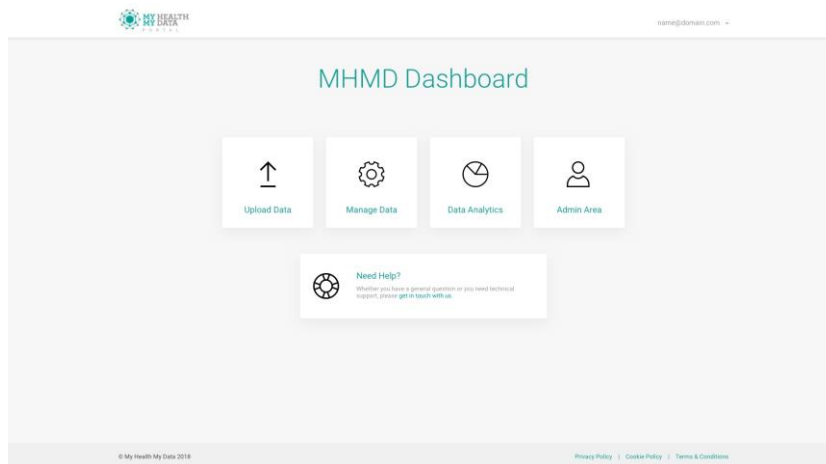 MY HEALTH
MY DATA
PORTAL
name@domain.com
MHMD Dashboard
Upload Data
Manage Data
Data Analytics
Admin Area
Need Help?
Whether you have a general question or you need technical
support, please get in touch with us.
© My Health My Data 2018
Privacy Policy | Cookie Policy | Terms & Conditions